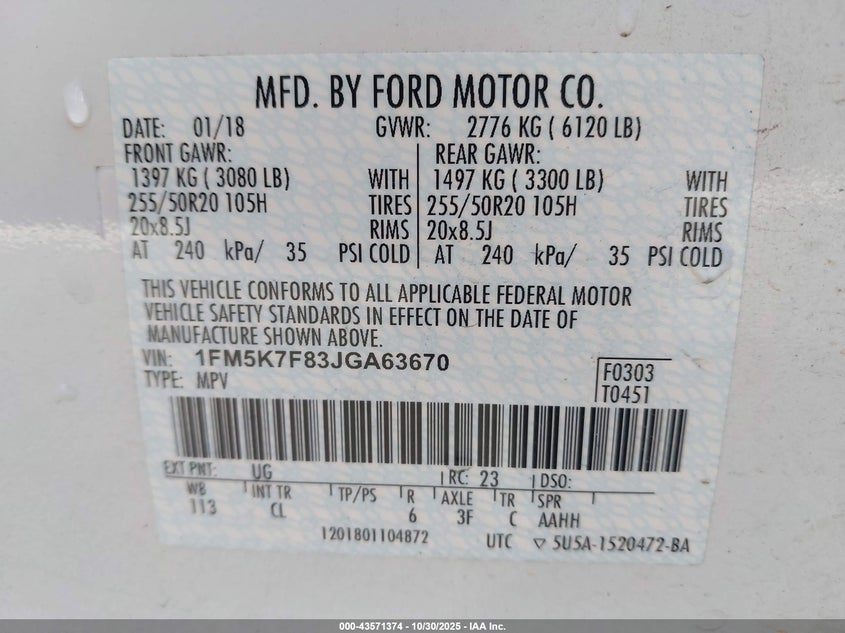 MFD. BY FORD MOTOR CO.
DATE: 01/18 GVWR: 2776 KG ( 6120 LB)
FRONT GAWR: REAR GAWR:
1397 KG ( 3080 LB) WITH 1497 KG ( 3300 LB) WITH
255/50R20 105H TIRES 255/50R20 105H TIRES
20x8.5J RIMS 20x8.5J RIMS
AT 240 kPa/ 35 PSI COLD AT 240 kPa/ 35 PSI COLD
THIS VEHICLE CONFORMS TO ALL APPLICABLE FEDERAL MOTOR
VEHICLE SAFETY STANDARDS IN EFFECT ON THE DATE OF
MANUFACTURE SHOWN ABOVE.
VIN: 1FM5K7F83JGA63670
TYPE: MPV
F0303
T0451
EXT PNT: UG RC: 23 DSO:
WB INT TR TP/PS R AXLE TR SPR
113 CL 6 3F C AAHH
1201801104872 UTC ▽ 5U5A-1520472-BA
000-43571374 - 10/30/2025 - IAA Inc.